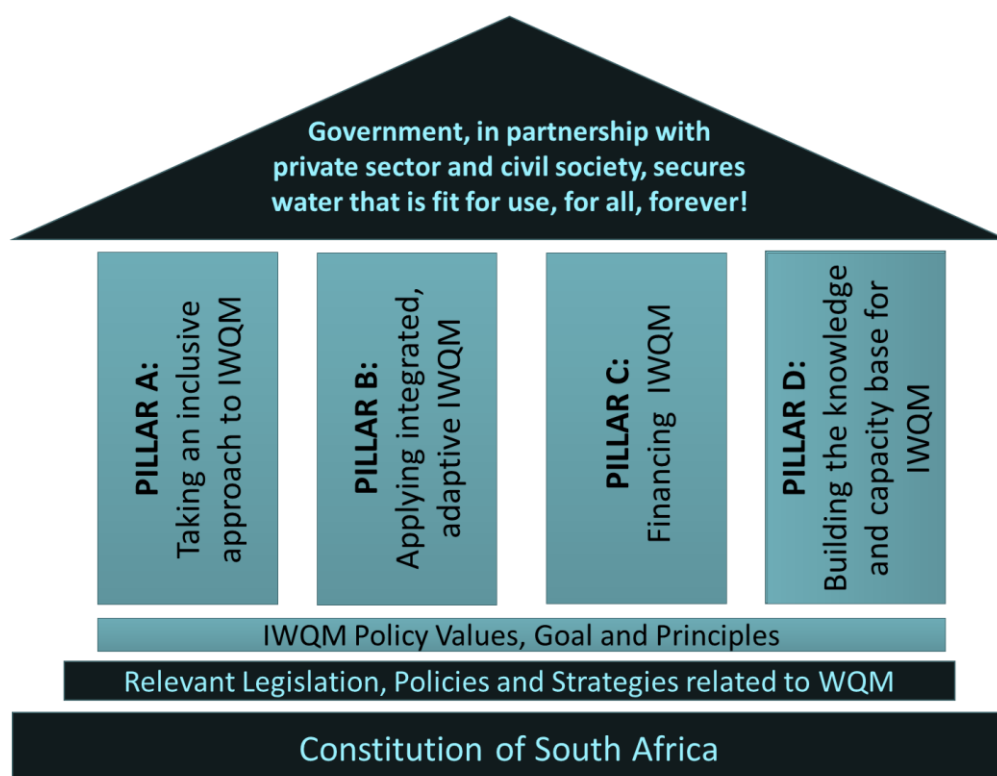 Government, in partnership with
private sector and civil society, secures
water that is fit for use, for all, forever!
PILLAR A:
Taking an inclusive
approach to IWQM
PILLAR B:
Applying integrated,
adaptive IWQM
PILLAR C:
Financing IWQM
PILLAR D:
Building the knowledge
and capacity base for
IWQM
IWQM Policy Values, Goal and Principles
Relevant Legislation, Policies and Strategies related to WQM
Constitution of South Africa